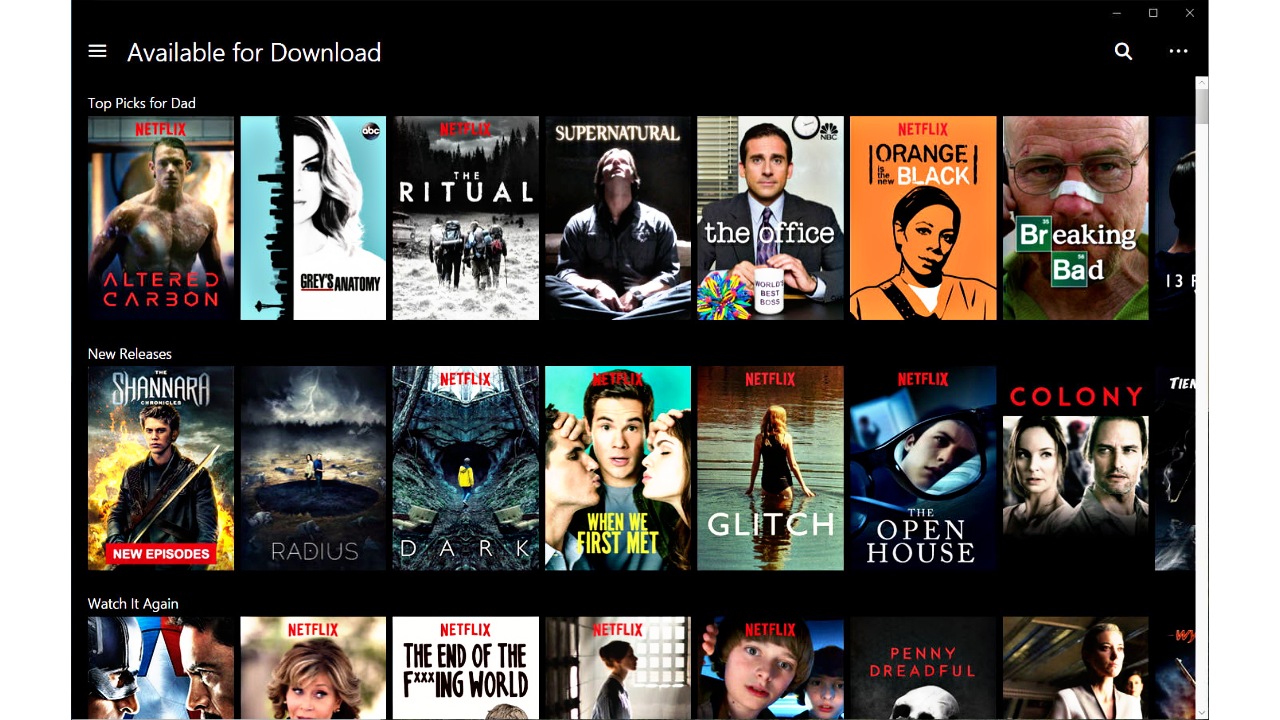 Available for Download
Top Picks for Dad
NETFLIX
ALTERED
CARBON
abc
GREY'S ANATOMY
NETFLIX
THE
RITUAL
SUPERNATURAL
NBC
the office
WORLD'S
BEST
BOSS
NETFLIX
ORANGE
is the new
BLACK
35
Breaking
56
Bad
13
New Releases
THE
SHANNARA
CHRONICLES
NEW EPISODES
RADIUS
NETFLIX
DARK
NETFLIX
WHEN WE
FIRST MET
NETFLIX
GLITCH
NETFLIX
THE
OPEN
HOUSE
COLONY
TIEN
Watch It Again
NETFLIX
NETFLIX
THE END OF THE
F***ING WORLD
NETFLIX
NETFLIX
PENNY
DREADFUL
WY